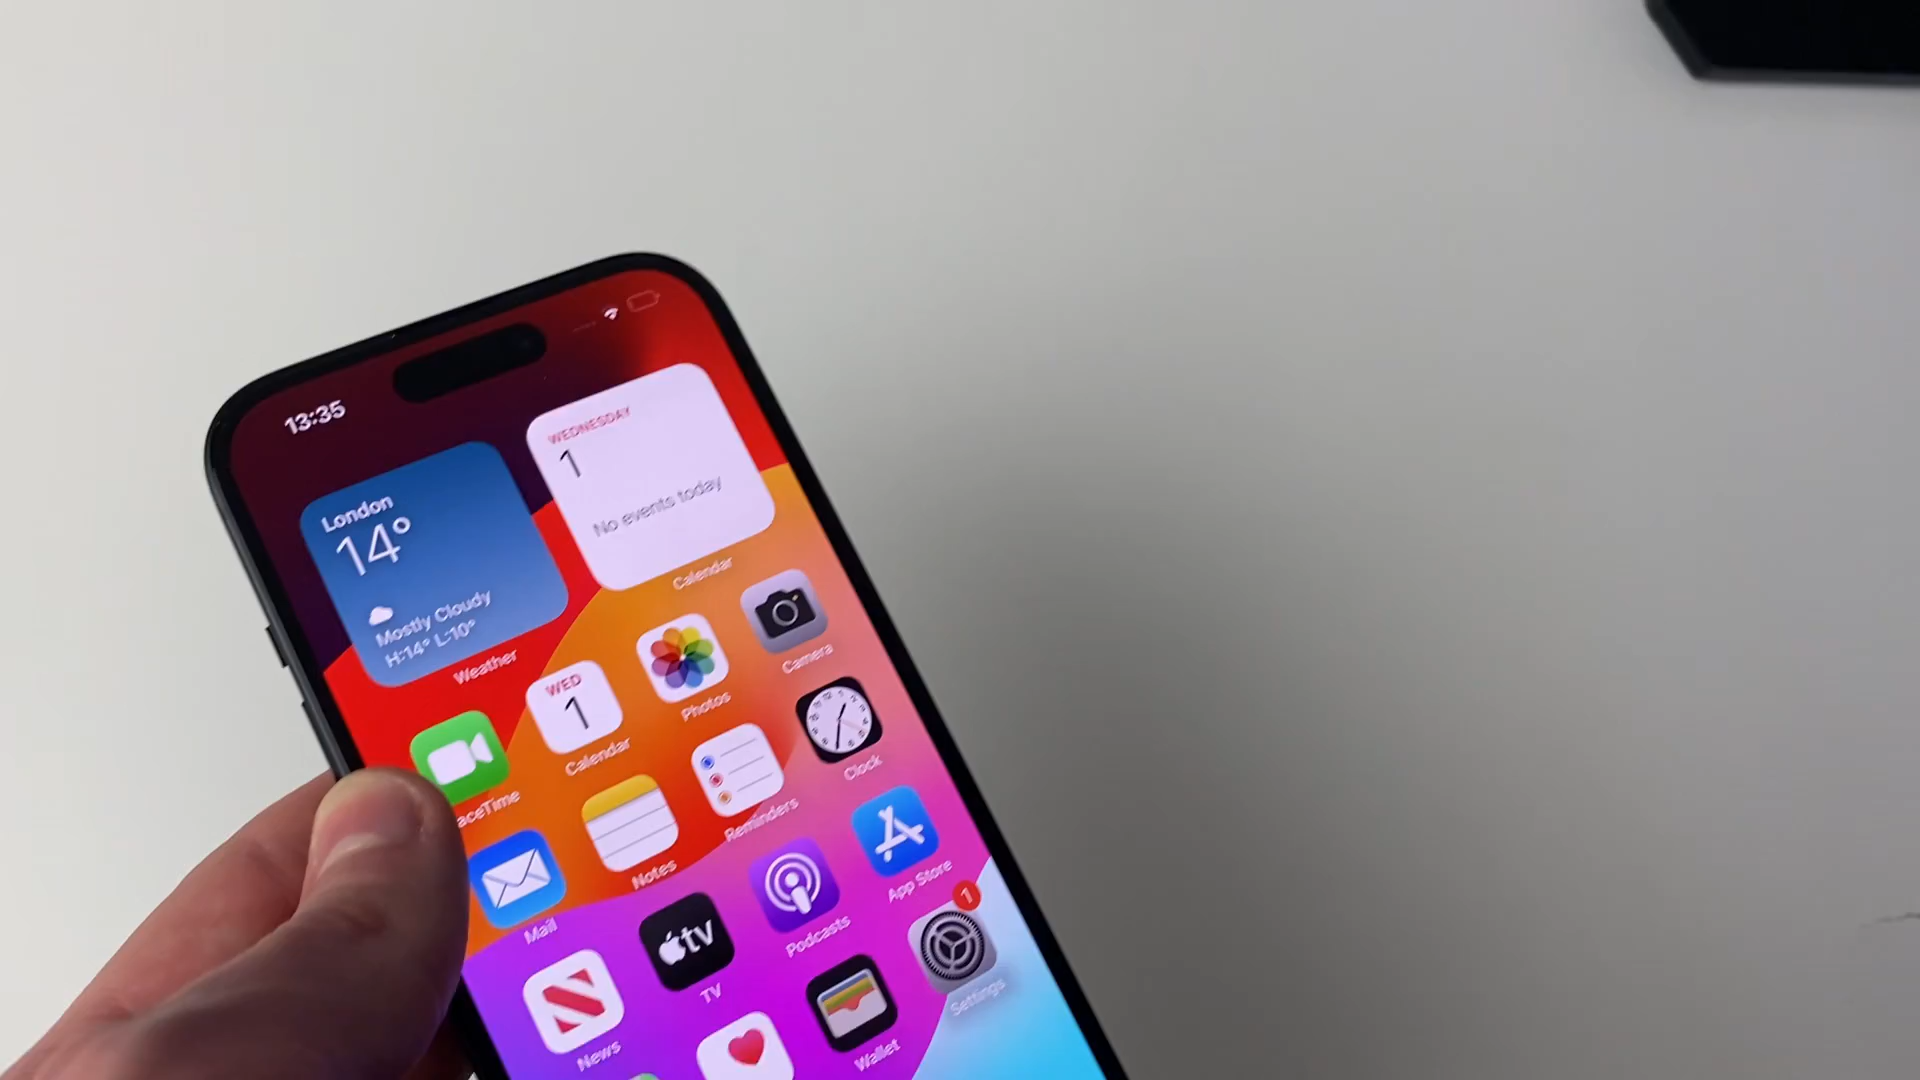 13:35
London
14°
Mostly Cloudy
H:14° L:10°
Weather
WEDNESDAY
1
No events today
Calendar
aceTime
WED
1
Calendar
Photos
Camera
Mail
Notes
Reminders
Clock
News
tv
TV
Podcasts
App Store
Wallet
1
Settings